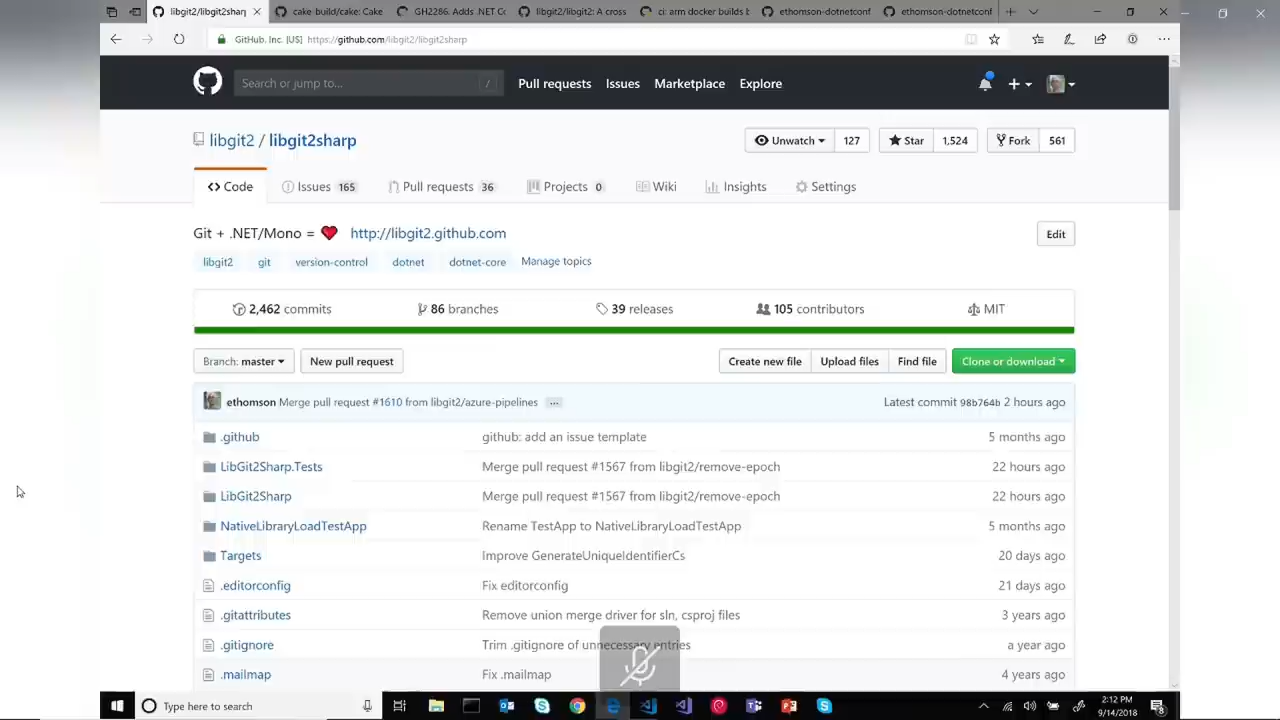 libgit2/libgit2sharp
cake-build/cake: Cake
GH2286. Adds .NET Co
libgit2/libgit2: A cross
ci: arm docker builds b
ethomson-dotnetconf
ethomson-dotnetconf
GitHub, Inc. [US] https://github.com/libgit2/libgit2sharp
Search or jump to... / Pull requests Issues Marketplace Explore
libgit2 / libgit2sharp Unwatch 127 Star 1,524 Fork 561
Code Issues 165 Pull requests 36 Projects 0 Wiki Insights Settings
Git + .NET/Mono = ❤ http://libgit2.github.com Edit
libgit2 git version-control dotnet dotnet-core Manage topics
2,462 commits 86 branches 39 releases 105 contributors MIT
Branch: master New pull request Create new file Upload files Find file Clone or download
ethomson Merge pull request #1610 from libgit2/azure-pipelines ... Latest commit 98b764b 2 hours ago
.github github: add an issue template 5 months ago
LibGit2Sharp.Tests Merge pull request #1567 from libgit2/remove-epoch 22 hours ago
LibGit2Sharp Merge pull request #1567 from libgit2/remove-epoch 22 hours ago
NativeLibraryLoadTestApp Rename TestApp to NativeLibraryLoadTestApp 5 months ago
Targets Improve GenerateUniqueIdentifierCs 20 days ago
.editorconfig Fix editorconfig 21 days ago
.gitattributes Remove union merge driver for sln, csproj files 3 years ago
.gitignore Trim .gitignore of unnecessary entries a year ago
.mailmap Fix .mailmap 4 years ago
Type here to search
2:12 PM
9/14/2018